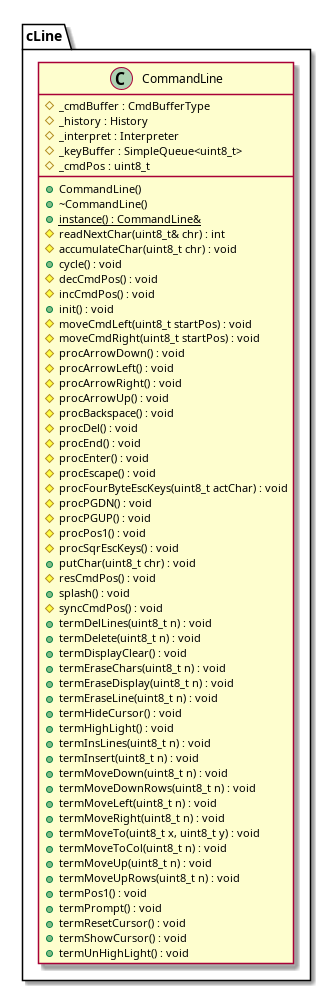 cLine
C CommandLine
_cmdBuffer : CmdBufferType
_history : History
_interpret : Interpreter
_keyBuffer : SimpleQueue<uint8_t>
_cmdPos : uint8_t
CommandLine()
~CommandLine()
instance() : CommandLine&
readNextChar(uint8_t& chr) : int
accumulateChar(uint8_t chr) : void
cycle() : void
decCmdPos() : void
incCmdPos() : void
init() : void
moveCmdLeft(uint8_t startPos) : void
moveCmdRight(uint8_t startPos) : void
procArrowDown() : void
procArrowLeft() : void
procArrowRight() : void
procArrowUp() : void
procBackspace() : void
procDel() : void
procEnd() : void
procEnter() : void
procEscape() : void
procFourByteEscKeys(uint8_t actChar) : void
procPGDN() : void
procPGUP() : void
procPos1() : void
procSqrEscKeys() : void
putChar(uint8_t chr) : void
resCmdPos() : void
splash() : void
syncCmdPos() : void
termDelLines(uint8_t n) : void
termDelete(uint8_t n) : void
termDisplayClear() : void
termEraseChars(uint8_t n) : void
termEraseDisplay(uint8_t n) : void
termEraseLine(uint8_t n) : void
termHideCursor() : void
termHighLight() : void
termInsLines(uint8_t n) : void
termInsert(uint8_t n) : void
termMoveDown(uint8_t n) : void
termMoveDownRows(uint8_t n) : void
termMoveLeft(uint8_t n) : void
termMoveRight(uint8_t n) : void
termMoveTo(uint8_t x, uint8_t y) : void
termMoveToCol(uint8_t n) : void
termMoveUp(uint8_t n) : void
termMoveUpRows(uint8_t n) : void
termPos1() : void
termPrompt() : void
termResetCursor() : void
termShowCursor() : void
termUnHighLight() : void